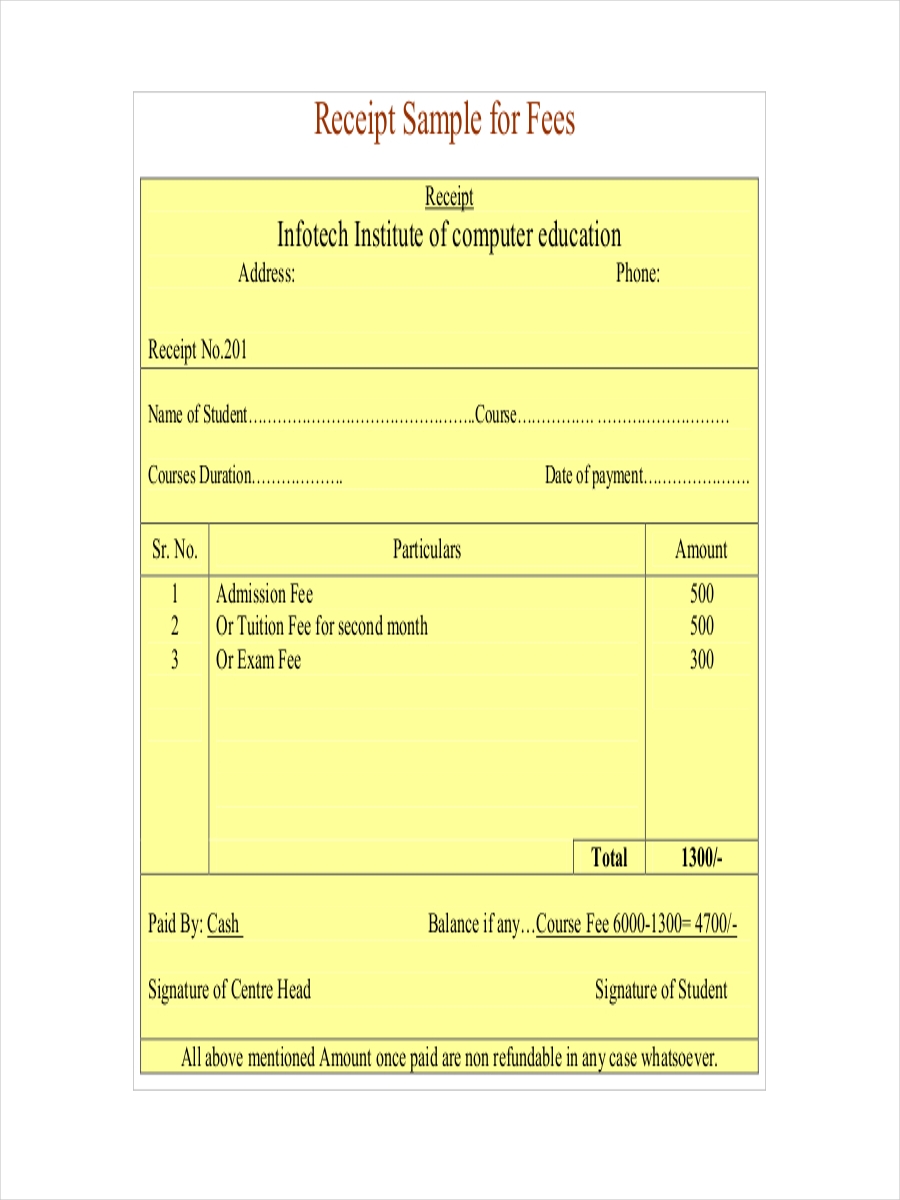 Receipt Sample for Fees
Receipt
Infotech Institute of computer education
Address: Phone:
Receipt No.201
Name of Student……………………………………….Course……………. ………………………
Courses Duration………………. Date of payment………………….
Sr. No. Particulars Amount
1 Admission Fee 500
2 Or Tuition Fee for second month 500
3 Or Exam Fee 300
Total 1300/-
Paid By: Cash Balance if any…Course Fee 6000-1300= 4700/-
Signature of Centre Head Signature of Student
All above mentioned Amount once paid are non refundable in any case whatsoever.